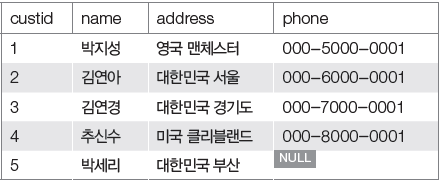 custid name address phone
1 박지성 영국 맨체스터 000-5000-0001
2 김연아 대한민국 서울 000-6000-0001
3 김연경 대한민국 경기도 000-7000-0001
4 추신수 미국 클리블랜드 000-8000-0001
5 박세리 대한민국 부산 NULL